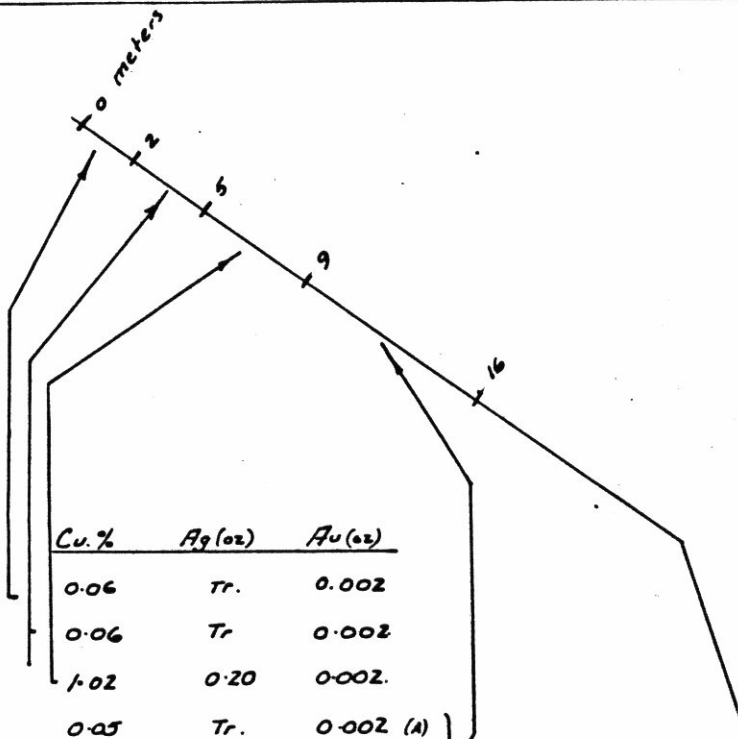 0 meters
2
5
9
16
Cu. % Ag (oz) Au (oz)
0.06 Tr. 0.002
0.06 Tr 0.002
1.02 0.20 0.002.
0.05 Tr. 0.002 (A)